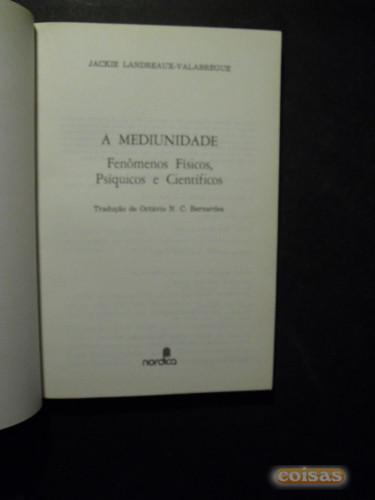 JACKIE LANDREAUX-VALABRÈGUE
A MEDIUNIDADE
Fenômenos Físicos,
Psíquicos e Científicos
Tradução de Octávio N. C. Bernardes
nordica
coisas